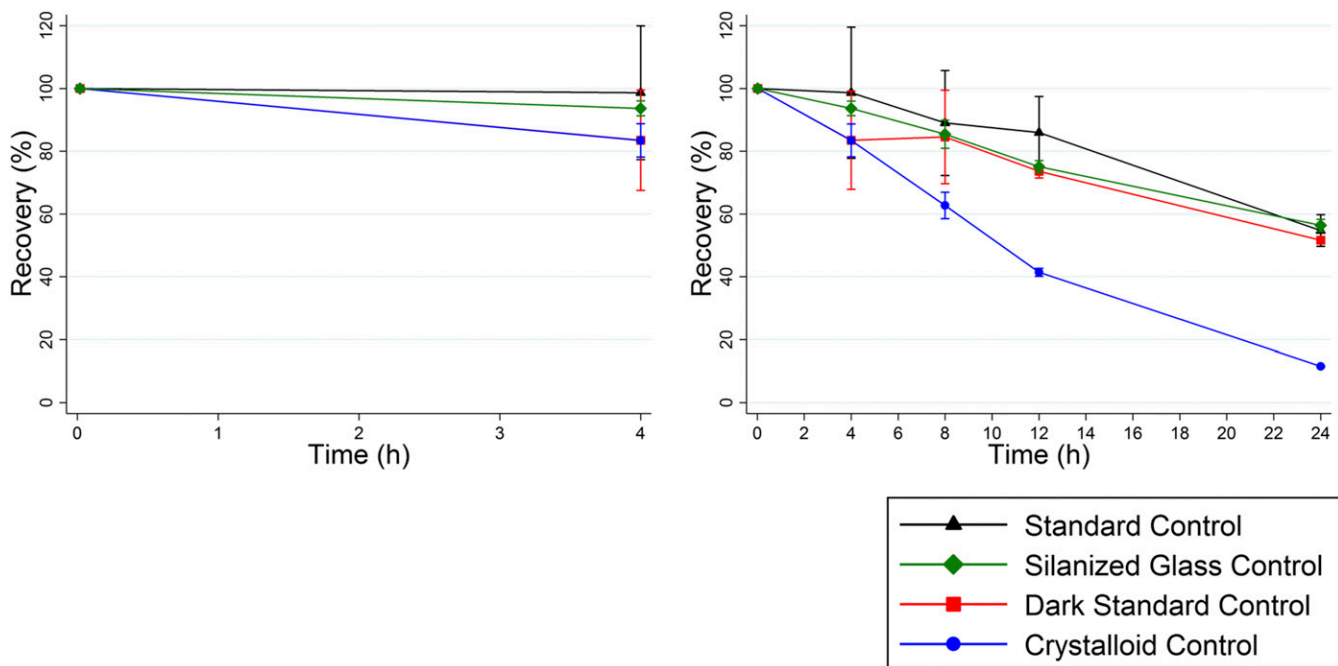 120
100
80
60
40
20
0
Recovery (%)
0 1 2 3 4
Time (h)
120
100
80
60
40
20
0
Recovery (%)
0 2 4 6 8 10 12 14 16 18 20 22 24
Time (h)
Standard Control
Silanized Glass Control
Dark Standard Control
Crystalloid Control